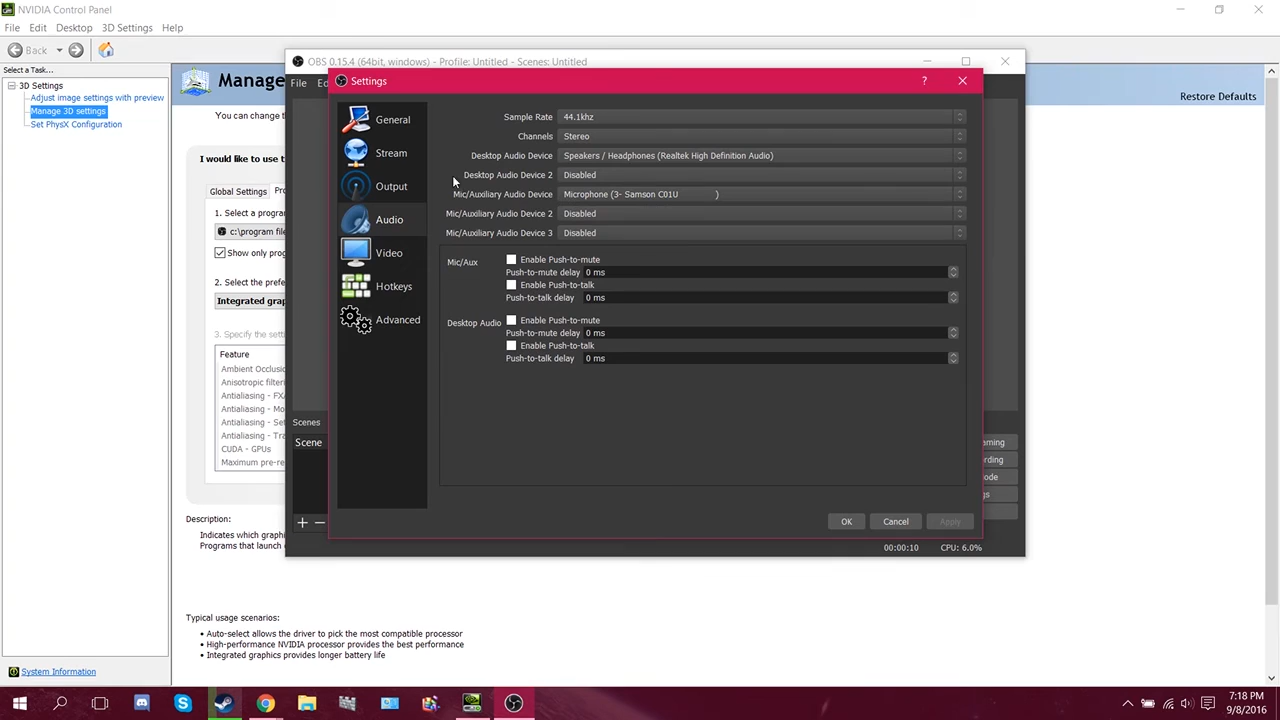 NVIDIA Control Panel
File Edit Desktop 3D Settings Help
Back
Select a Task...
3D Settings
Adjust image settings with preview
Manage 3D settings
Set PhysX Configuration
System Information
Manage
Restore Defaults
You can change
I would like to use
Global Settings
1. Select a program
c:\program file
Show only prog
2. Select the prefe
Integrated grap
3. Specify the sett
Feature
Ambient Occlusi
Anisotropic filteri
Antialiasing - FXA
Antialiasing - Mo
Antialiasing - Set
Antialiasing - Tra
CUDA - GPUs
Maximum pre-re
Description:
Indicates which graphi
Programs that launch
Typical usage scenarios:
• Auto-select allows the driver to pick the most compatible processor
• High-performance NVIDIA processor provides the best performance
• Integrated graphics provides longer battery life
OBS 0.15.4 (64bit, windows) - Profile: Untitled - Scenes: Untitled
File Ed
Scenes
Scene
00:00:10 CPU: 6.0%
Settings
?
General
Stream
Output
Audio
Video
Hotkeys
Advanced
Sample Rate 44.1khz
Channels Stereo
Desktop Audio Device Speakers / Headphones (Realtek High Definition Audio)
Desktop Audio Device 2 Disabled
Mic/Auxiliary Audio Device Microphone (3- Samson C01U )
Mic/Auxiliary Audio Device 2 Disabled
Mic/Auxiliary Audio Device 3 Disabled
Mic/Aux Enable Push-to-mute
Push-to-mute delay 0 ms
Enable Push-to-talk
Push-to-talk delay 0 ms
Desktop Audio Enable Push-to-mute
Push-to-mute delay 0 ms
Enable Push-to-talk
Push-to-talk delay 0 ms
OK Cancel Apply
7:18 PM
9/8/2016